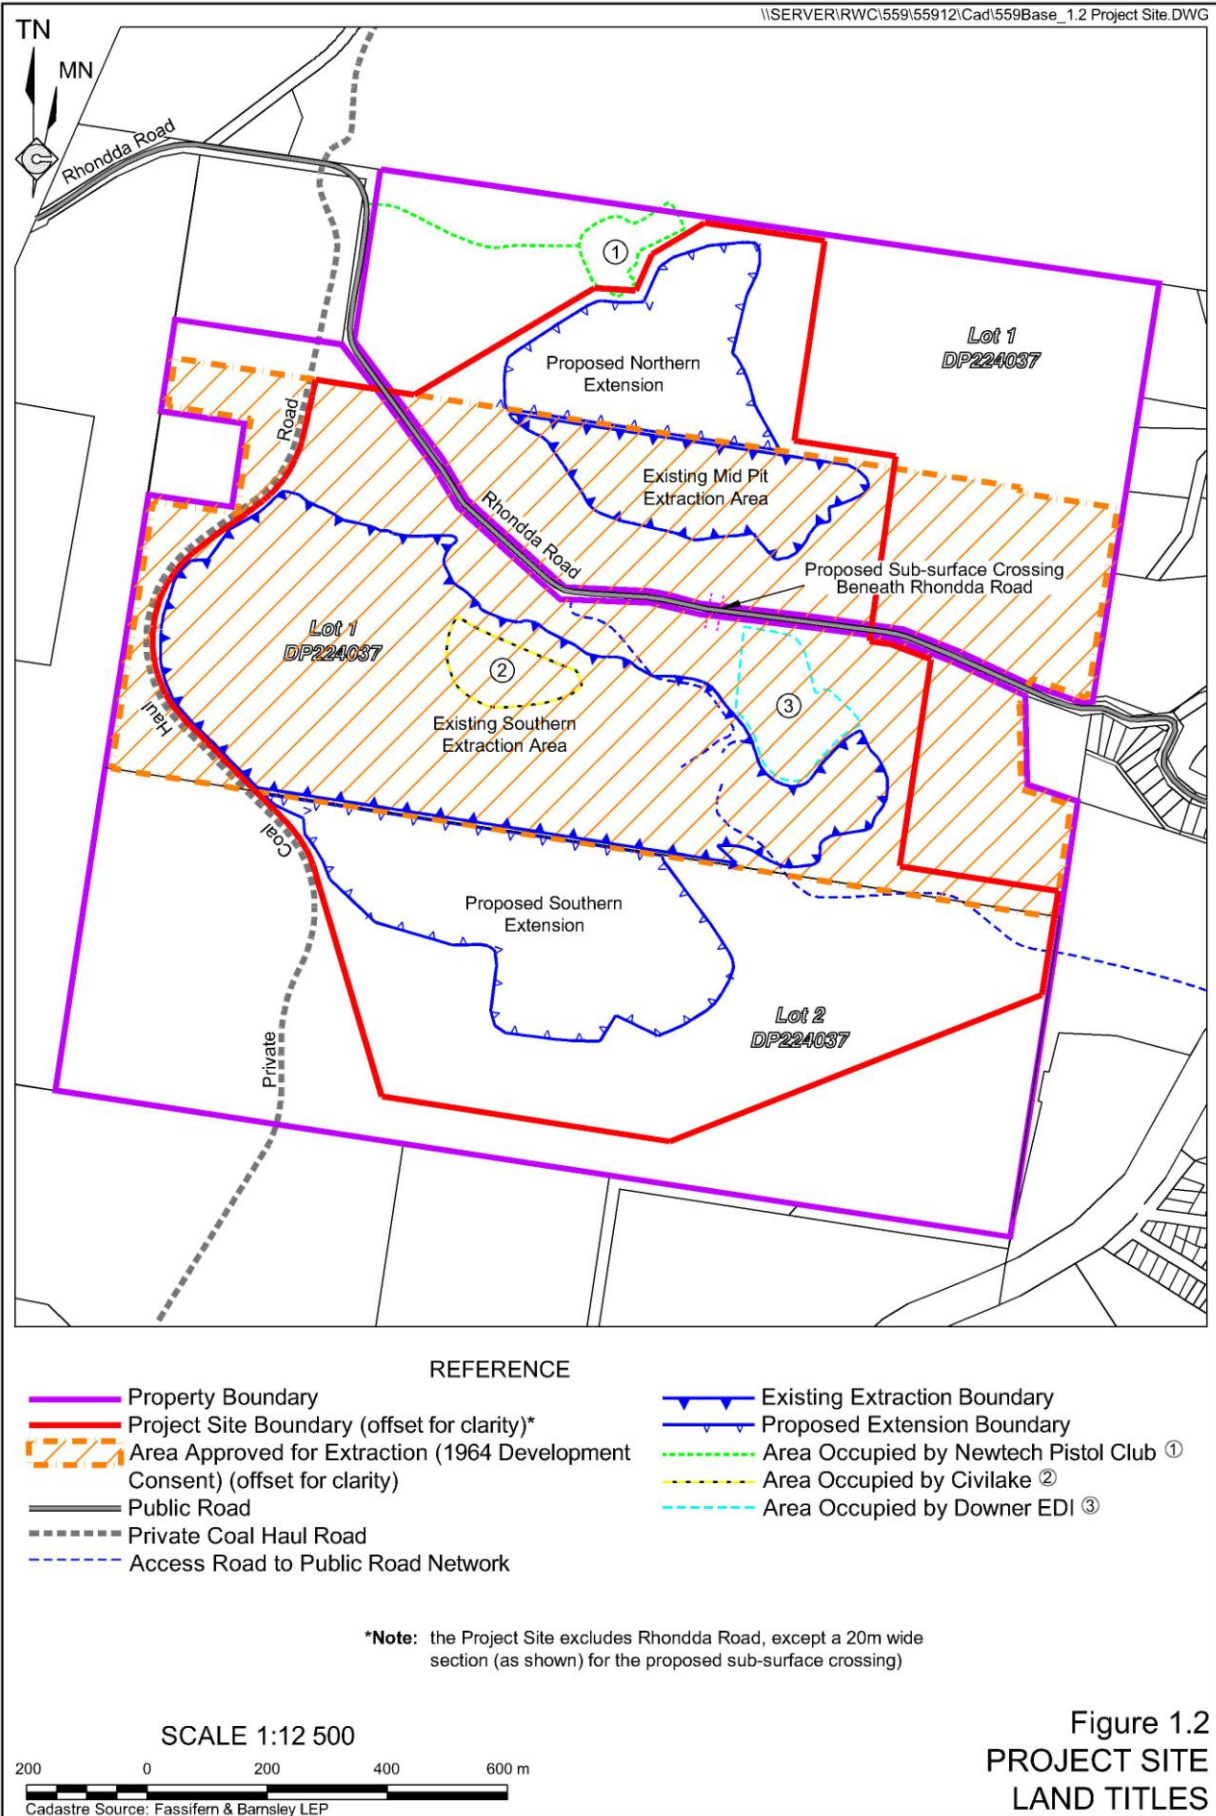 \\SERVER\RWC\559\55912\Cad\559Base_1.2 Project Site.DWG
TN
MN
Rhondda Road
1
Lot 1
DP224037
Proposed Northern
Extension
Road
Existing Mid Pit
Extraction Area
Rhondda Road
Proposed Sub-surface Crossing
Beneath Rhondda Road
Lot 1
DP224037
2
3
Haul
Existing Southern
Extraction Area
Coal
Proposed Southern
Extension
Lot 2
DP224037
Private
REFERENCE
Property Boundary
Project Site Boundary (offset for clarity)*
Area Approved for Extraction (1964 Development
Consent) (offset for clarity)
Public Road
Private Coal Haul Road
Access Road to Public Road Network
Existing Extraction Boundary
Proposed Extension Boundary
Area Occupied by Newtech Pistol Club ①
Area Occupied by Civilake ②
Area Occupied by Downer EDI ③
*Note: the Project Site excludes Rhondda Road, except a 20m wide
section (as shown) for the proposed sub-surface crossing)
SCALE 1:12 500
200 0 200 400 600 m
Cadastre Source: Fassifern & Barnsley LEP
Figure 1.2
PROJECT SITE
LAND TITLES